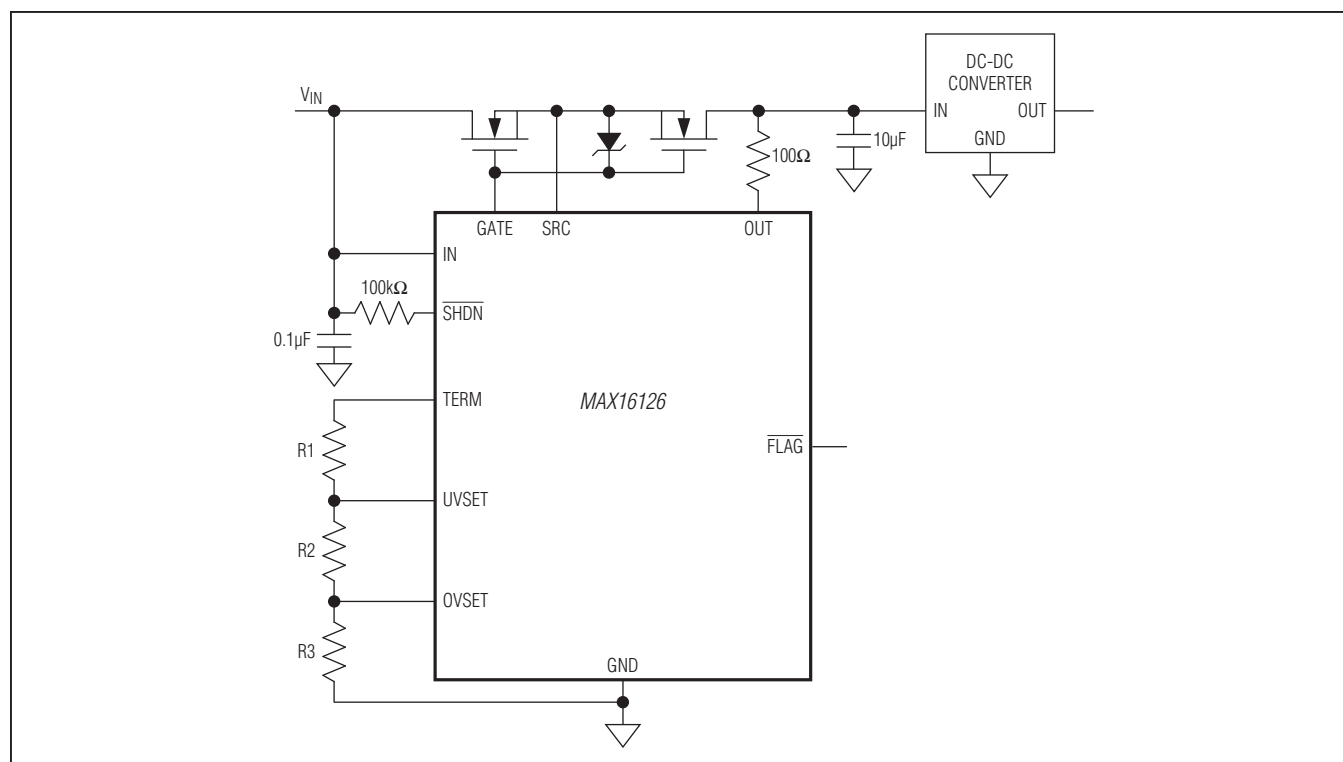 DC-DC
CONVERTER
IN
OUT
GND
VIN
10µF
100Ω
GATE
SRC
OUT
IN
100kΩ
SHDN
0.1µF
TERM
MAX16126
R1
FLAG
UVSET
R2
OVSET
R3
GND